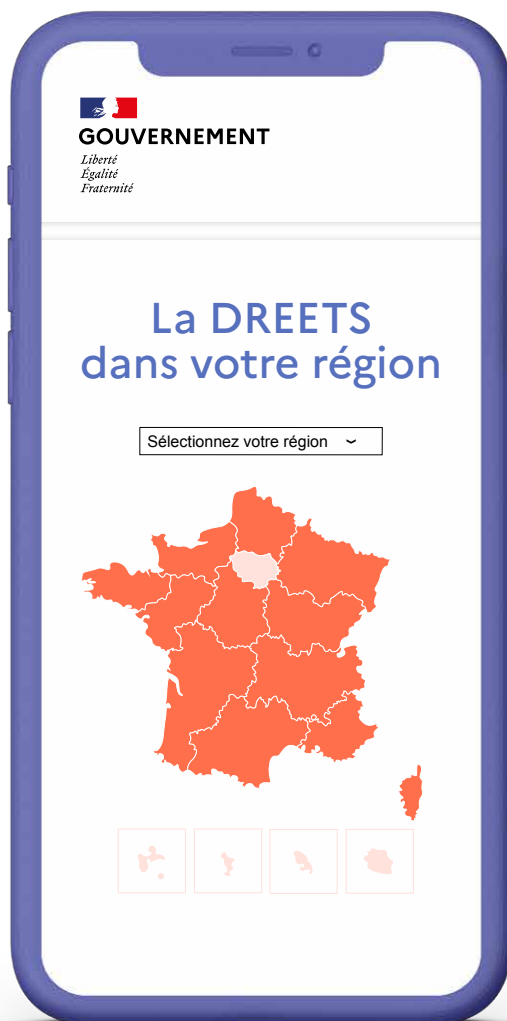 GOUVERNEMENT
Liberté
Égalité
Fraternité
La DREETS
dans votre région
Sélectionnez votre région